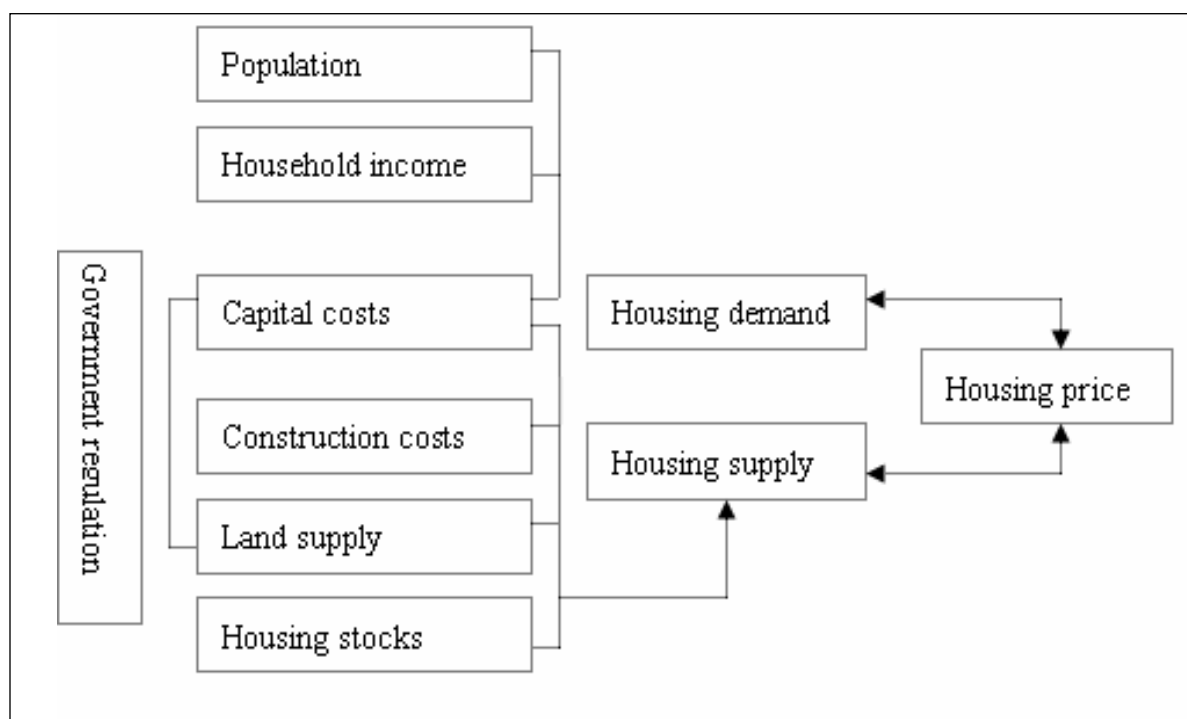 Population
Household income
Government regulation
Capital costs
Housing demand
Housing price
Construction costs
Housing supply
Land supply
Housing stocks